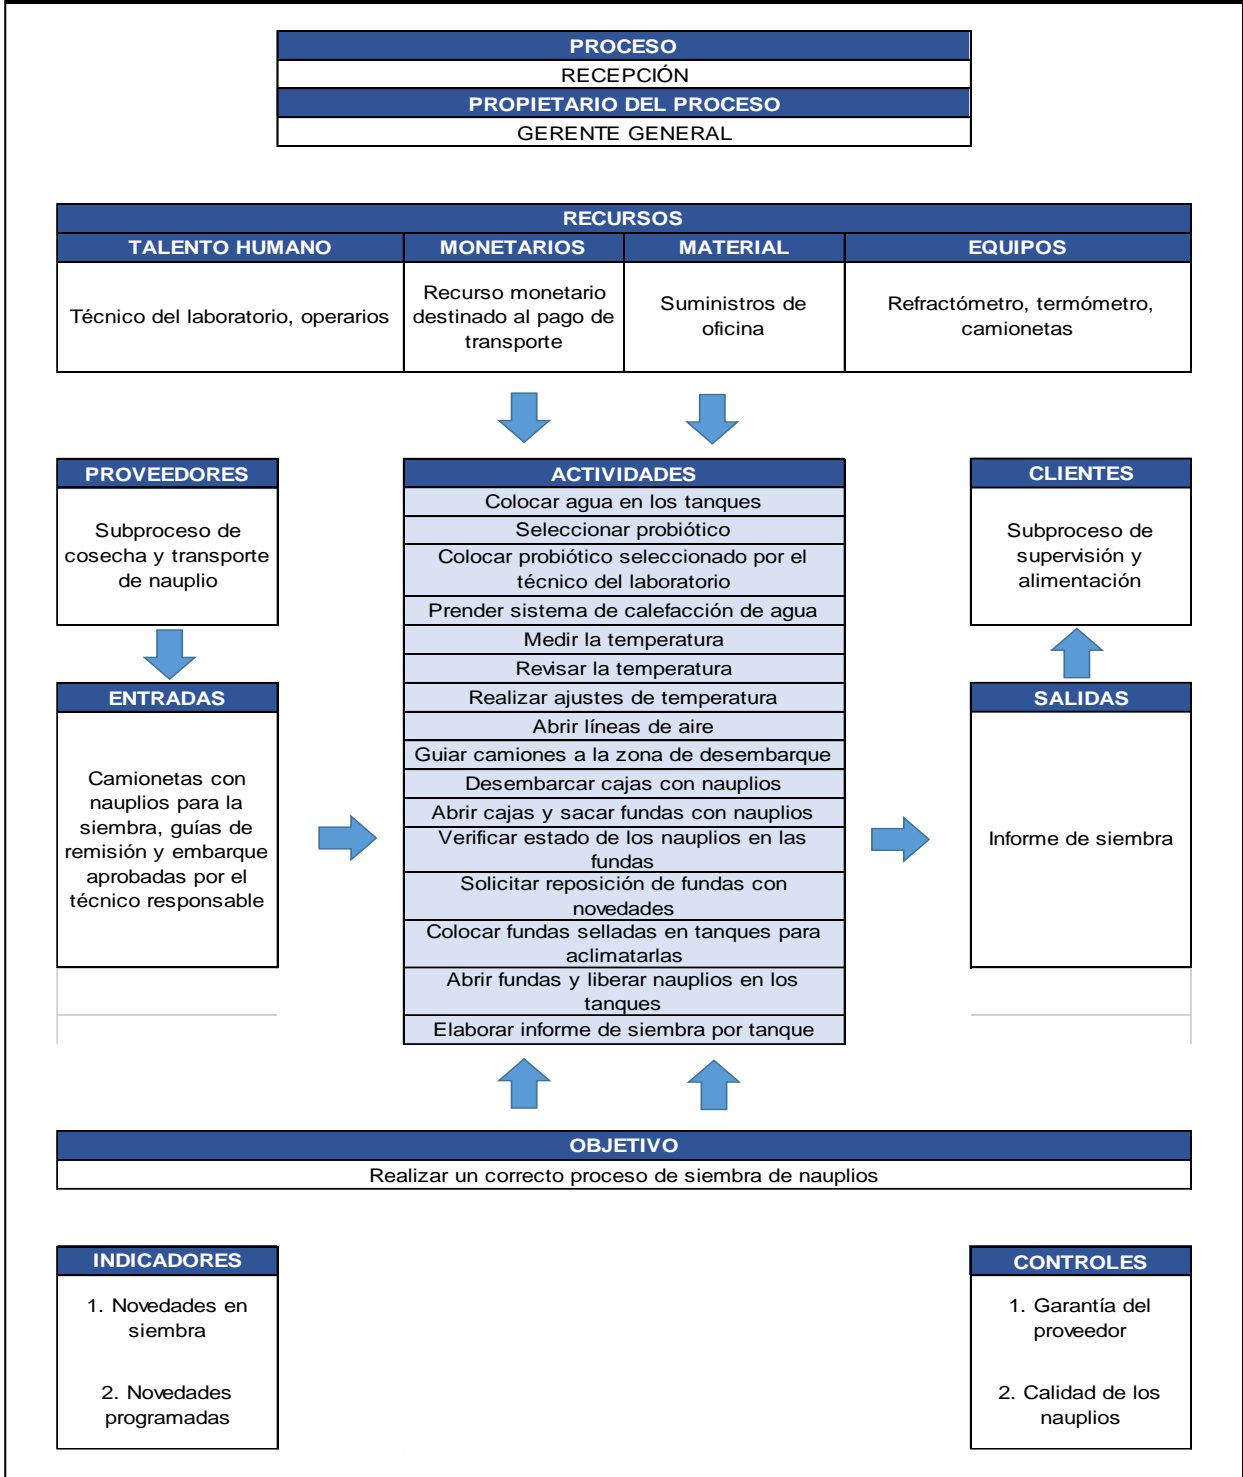 PROCESO
RECEPCIÓN
PROPIETARIO DEL PROCESO
GERENTE GENERAL
RECURSOS
TALENTO HUMANO
MONETARIOS
MATERIAL
EQUIPOS
Técnico del laboratorio, operarios
Recurso monetario
destinado al pago de
transporte
Suministros de
oficina
Refractómetro, termómetro,
camionetas
PROVEEDORES
Subproceso de
cosecha y transporte
de nauplio
ENTRADAS
Camionetas con
nauplios para la
siembra, guías de
remisión y embarque
aprobadas por el
técnico responsable
ACTIVIDADES
Colocar agua en los tanques
Seleccionar probiótico
Colocar probiótico seleccionado por el
técnico del laboratorio
Prender sistema de calefacción de agua
Medir la temperatura
Revisar la temperatura
Realizar ajustes de temperatura
Abrir líneas de aire
Guiar camiones a la zona de desembarque
Desembarcar cajas con nauplios
Abrir cajas y sacar fundas con nauplios
Verificar estado de los nauplios en las
fundas
Solicitar reposición de fundas con
novedades
Colocar fundas selladas en tanques para
aclimatarlas
Abrir fundas y liberar nauplios en los
tanques
Elaborar informe de siembra por tanque
CLIENTES
Subproceso de
supervisión y
alimentación
SALIDAS
Informe de siembra
OBJETIVO
Realizar un correcto proceso de siembra de nauplios
INDICADORES
1. Novedades en
siembra
2. Novedades
programadas
CONTROLES
1. Garantía del
proveedor
2. Calidad de los
nauplios